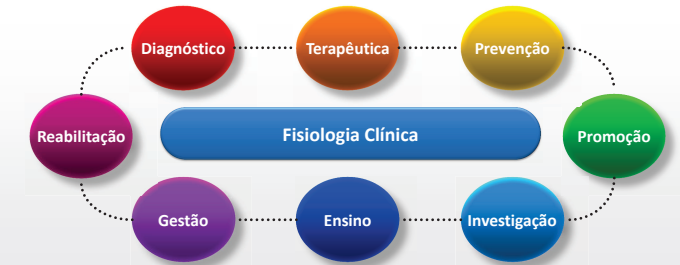 Diagnóstico
Terapêutica
Prevenção
Reabilitação
Fisiologia Clínica
Promoção
Gestão
Ensino
Investigação